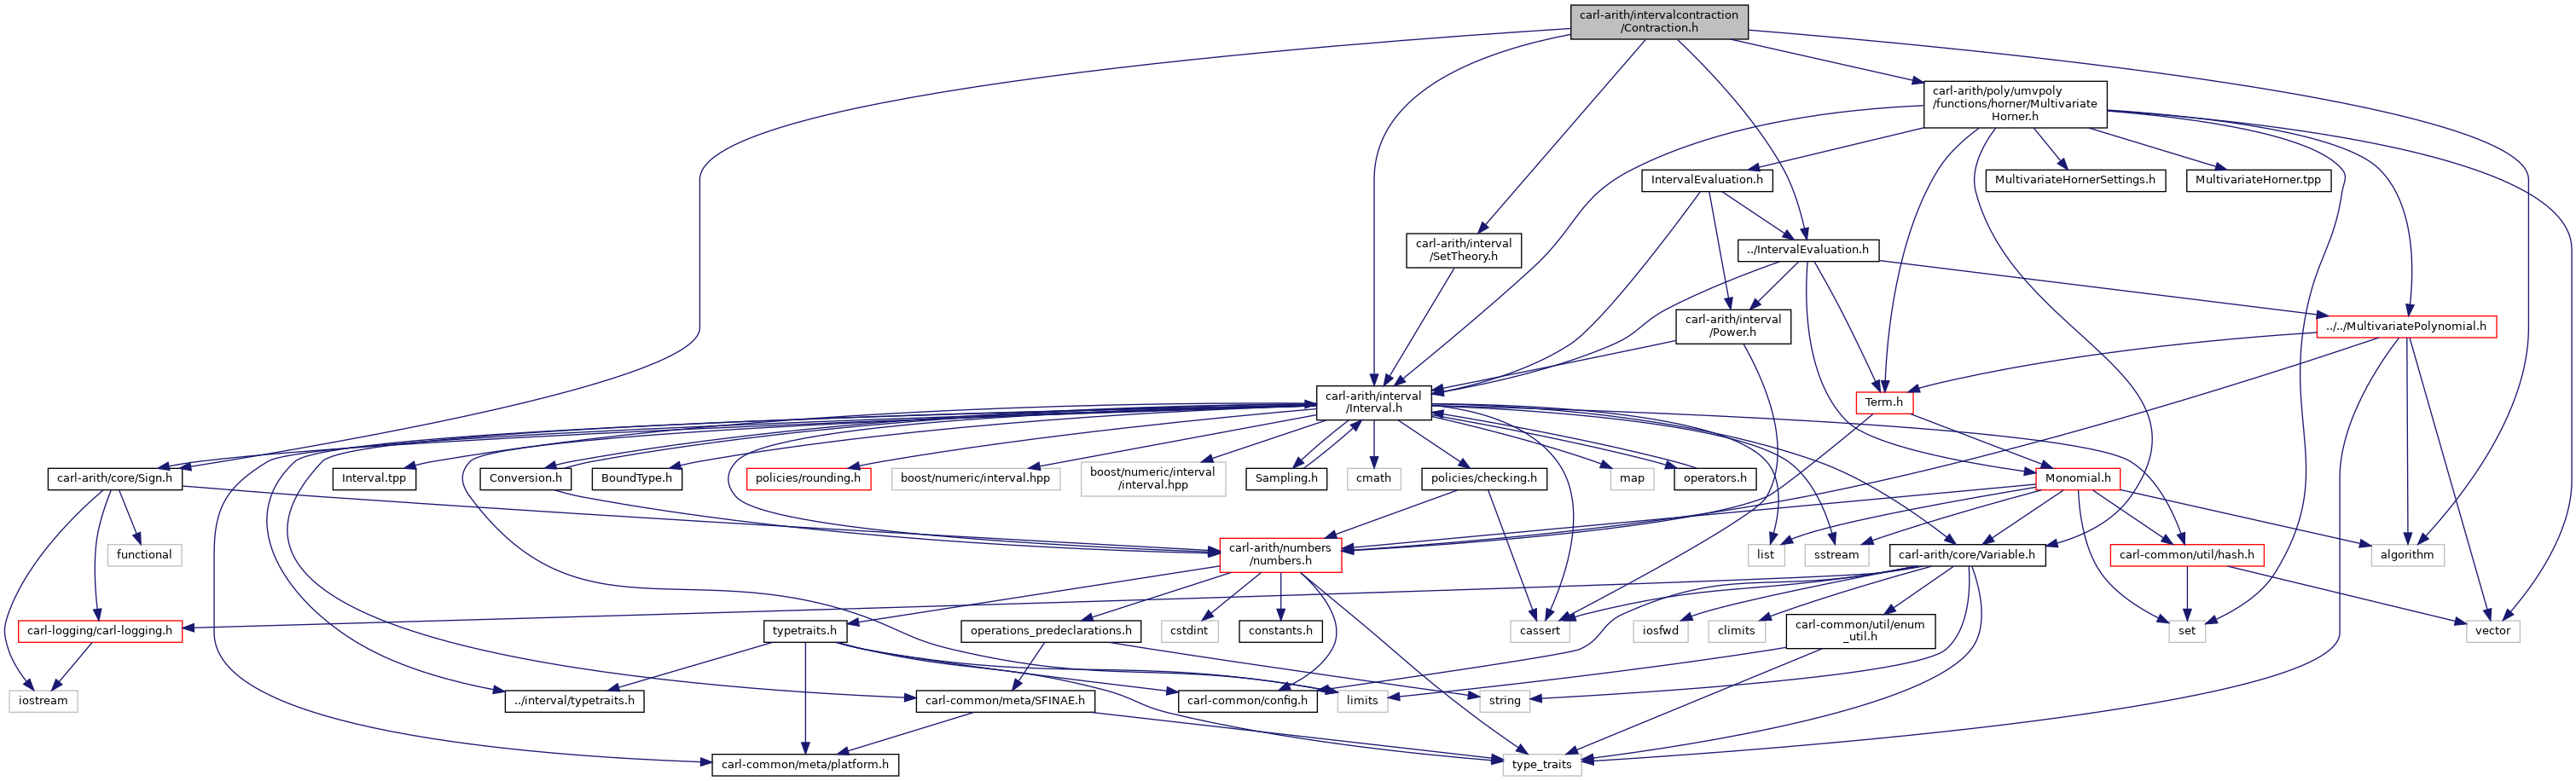 carl-arith/intervalcontraction
/Contraction.h
carl-arith/poly/umvpoly
/functions/horner/Multivariate
Horner.h
IntervalEvaluation.h
MultivariateHornerSettings.h
MultivariateHorner.tpp
carl-arith/interval
/SetTheory.h
../IntervalEvaluation.h
carl-arith/interval
/Power.h
../../MultivariatePolynomial.h
carl-arith/interval
/Interval.h
Term.h
carl-arith/core/Sign.h
Interval.tpp
Conversion.h
BoundType.h
policies/rounding.h
boost/numeric/interval.hpp
boost/numeric/interval
/interval.hpp
Sampling.h
cmath
policies/checking.h
map
operators.h
Monomial.h
functional
carl-arith/numbers
/numbers.h
list
sstream
carl-arith/core/Variable.h
carl-common/util/hash.h
algorithm
carl-logging/carl-logging.h
typetraits.h
operations_predeclarations.h
cstdint
constants.h
cassert
iosfwd
climits
carl-common/util/enum
_util.h
set
vector
iostream
../interval/typetraits.h
carl-common/meta/SFINAE.h
carl-common/config.h
limits
string
carl-common/meta/platform.h
type_traits